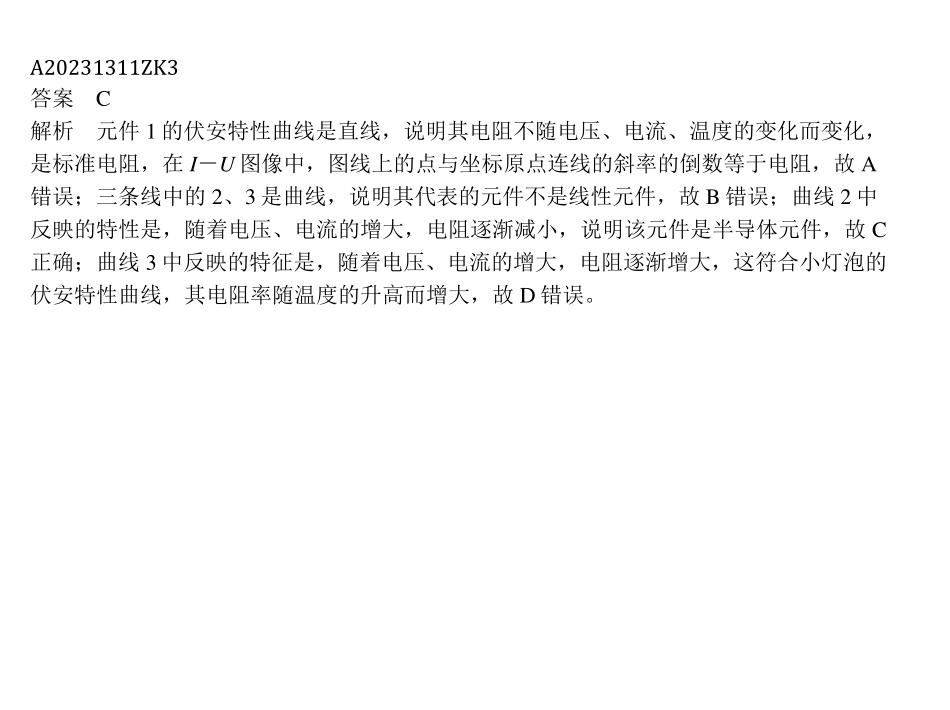 A20231311ZK3
答案　C
解析　元件 1 的伏安特性曲线是直线，说明其电阻不随电压、电流、温度的变化而变化，
是标准电阻，在 I－U 图像中，图线上的点与坐标原点连线的斜率的倒数等于电阻，故 A
错误；三条线中的 2、3 是曲线，说明其代表的元件不是线性元件，故 B 错误；曲线 2 中
反映的特性是，随着电压、电流的增大，电阻逐渐减小，说明该元件是半导体元件，故 C
正确；曲线 3 中反映的特征是，随着电压、电流的增大，电阻逐渐增大，这符合小灯泡的
伏安特性曲线，其电阻率随温度的升高而增大，故 D 错误。